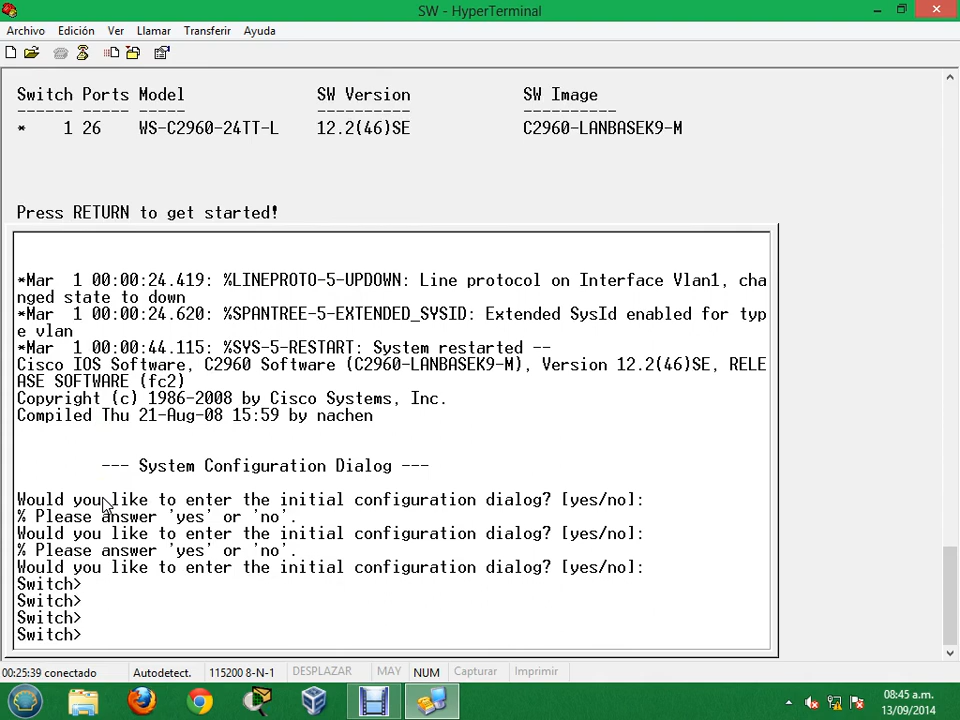 SW - HyperTerminal
Archivo Edición Ver Llamar Transferir Ayuda
Switch Ports Model SW Version SW Image
------ ----- ----- ---------- ----------
* 1 26 WS-C2960-24TT-L 12.2(46)SE C2960-LANBASEK9-M
Press RETURN to get started!
*Mar 1 00:00:24.419: %LINEPROTO-5-UPDOWN: Line protocol on Interface Vlan1, cha
nged state to down
*Mar 1 00:00:24.620: %SPANTREE-5-EXTENDED_SYSID: Extended SysId enabled for typ
e vlan
*Mar 1 00:00:44.115: %SYS-5-RESTART: System restarted --
Cisco IOS Software, C2960 Software (C2960-LANBASEK9-M), Version 12.2(46)SE, RELE
ASE SOFTWARE (fc2)
Copyright (c) 1986-2008 by Cisco Systems, Inc.
Compiled Thu 21-Aug-08 15:59 by nachen
--- System Configuration Dialog ---
Would you like to enter the initial configuration dialog? [yes/no]:
% Please answer 'yes' or 'no'.
Would you like to enter the initial configuration dialog? [yes/no]:
% Please answer 'yes' or 'no'.
Would you like to enter the initial configuration dialog? [yes/no]:
Switch>
Switch>
Switch>
Switch>
00:25:39 conectado Autodetect. 115200 8-N-1 DESPLAZAR MAY NUM Capturar Imprimir
08:45 a.m.
13/09/2014